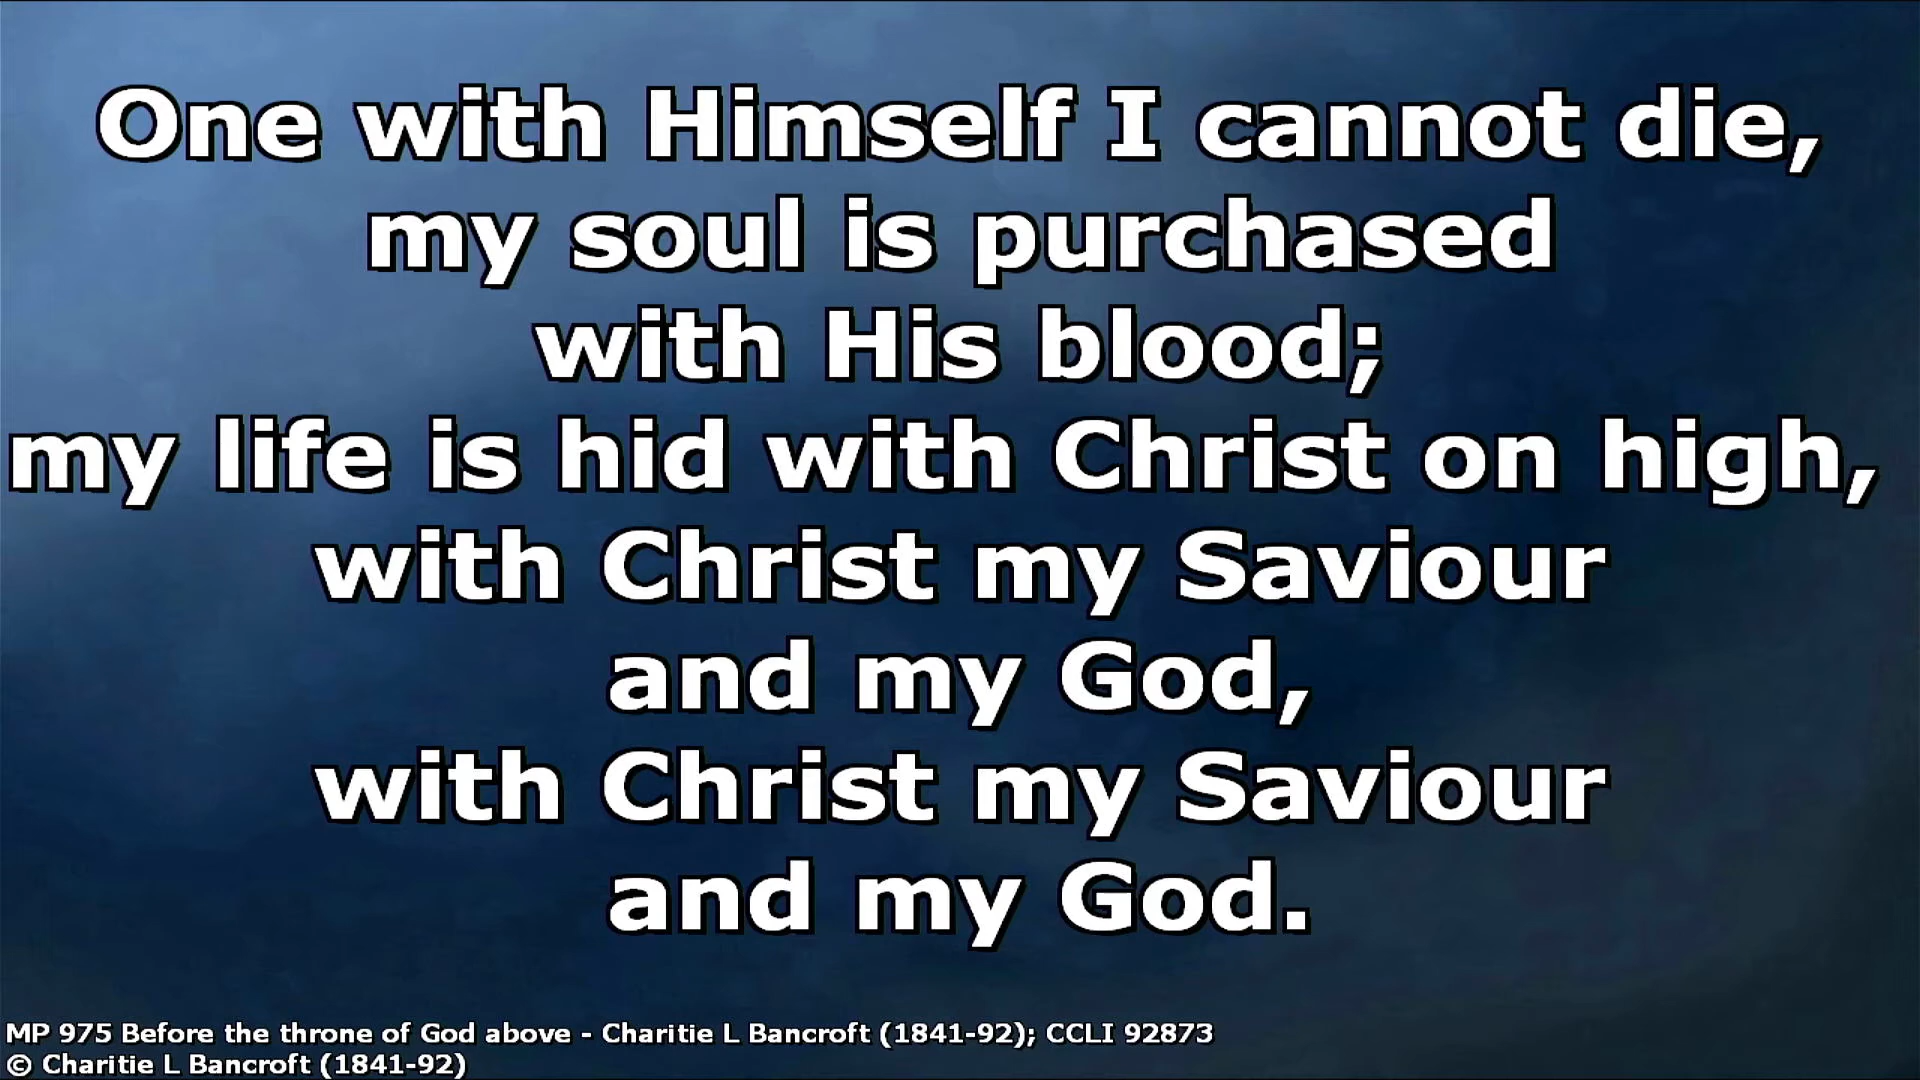 One with Himself I cannot die,
my soul is purchased
with His blood;
my life is hid with Christ on high,
with Christ my Saviour
and my God,
with Christ my Saviour
and my God.
MP 975 Before the throne of God above - Charitie L Bancroft (1841-92); CCLI 92873
© Charitie L Bancroft (1841-92)